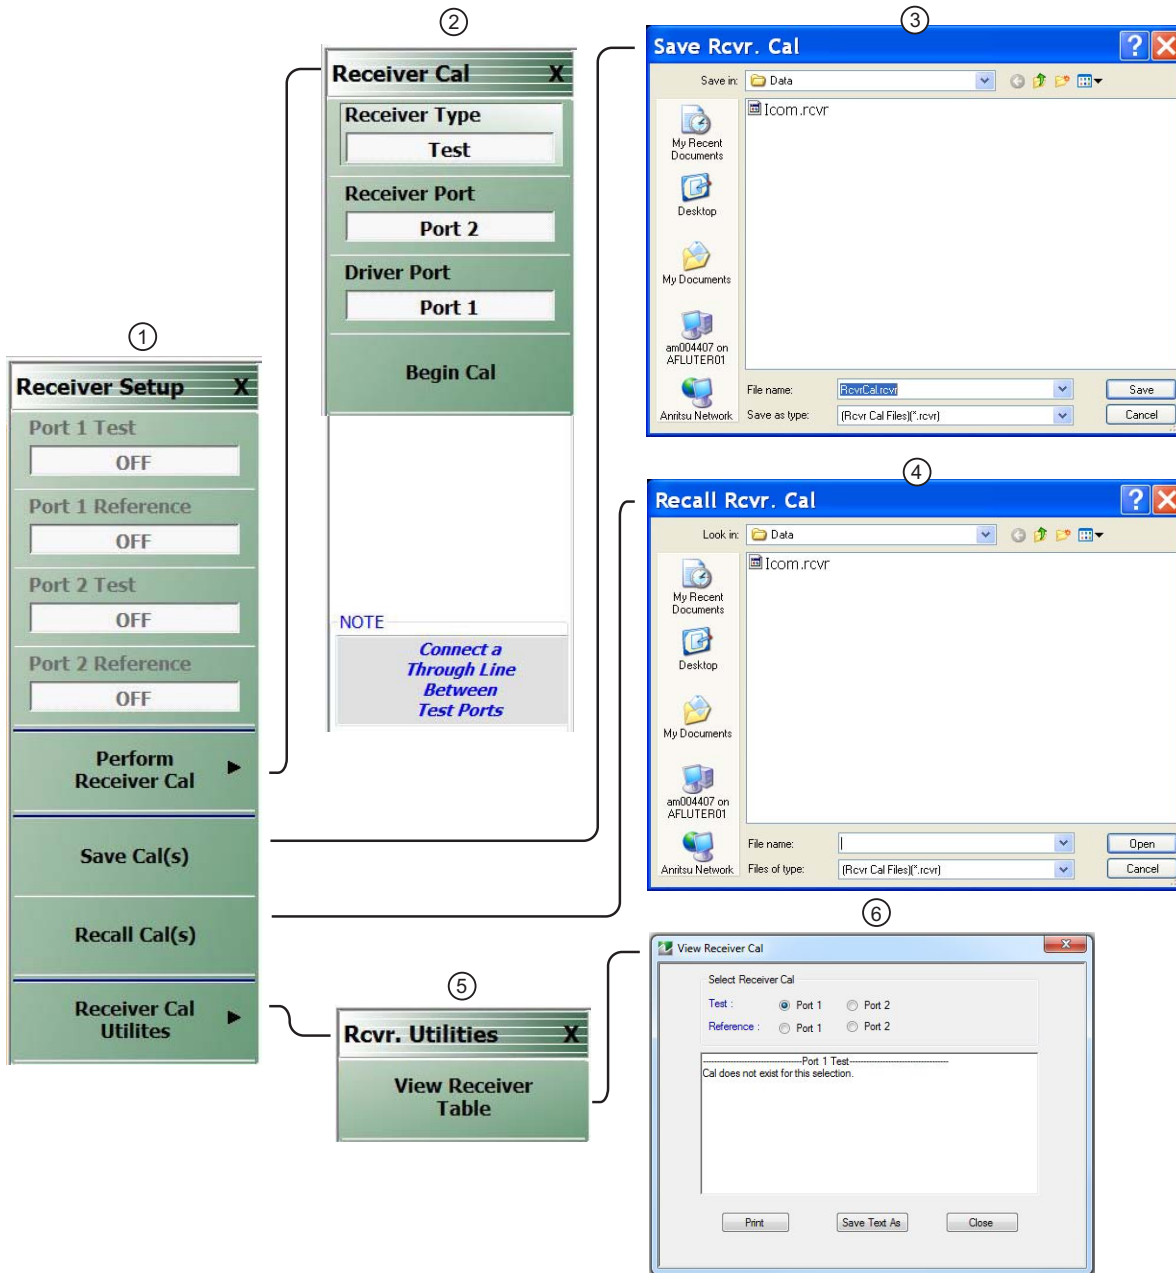 1
Receiver Setup X
Port 1 Test
OFF
Port 1 Reference
OFF
Port 2 Test
OFF
Port 2 Reference
OFF
Perform
Receiver Cal
Save Cal(s)
Recall Cal(s)
Receiver Cal
Utilites
2
Receiver Cal X
Receiver Type
Test
Receiver Port
Port 2
Driver Port
Port 1
Begin Cal
NOTE
Connect a
Through Line
Between
Test Ports
3
Save Rcvr. Cal ? X
Save in: Data
Icom.rcvr
My Recent
Documents
Desktop
My Documents
am004407 on
AFLUTER01
Anritsu Network
File name: RcvrCal.rcvr Save
Save as type: (Rcvr Cal Files)(*.rcvr) Cancel
4
Recall Rcvr. Cal ? X
Look in: Data
Icom.rcvr
My Recent
Documents
Desktop
My Documents
am004407 on
AFLUTER01
Anritsu Network
File name: Open
Files of type: (Rcvr Cal Files)(*.rcvr) Cancel
5
Rcvr. Utilities X
View Receiver
Table
6
View Receiver Cal X
Select Receiver Cal
Test : Port 1 Port 2
Reference : Port 1 Port 2
-----------------------------------Port 1 Test-----------------------------------
Cal does not exist for this selection.
Print Save Text As Close